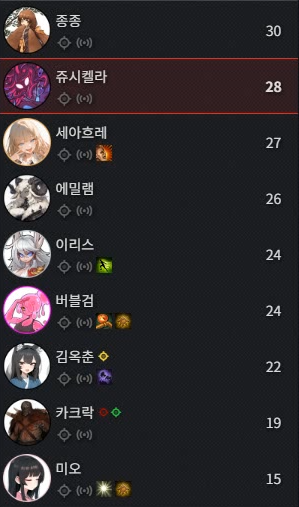 종종 30
쥬시켈라 28
세아흐레 27
에밀램 26
이리스 24
버블검 24
김옥춘 22
카크락 19
미오 15